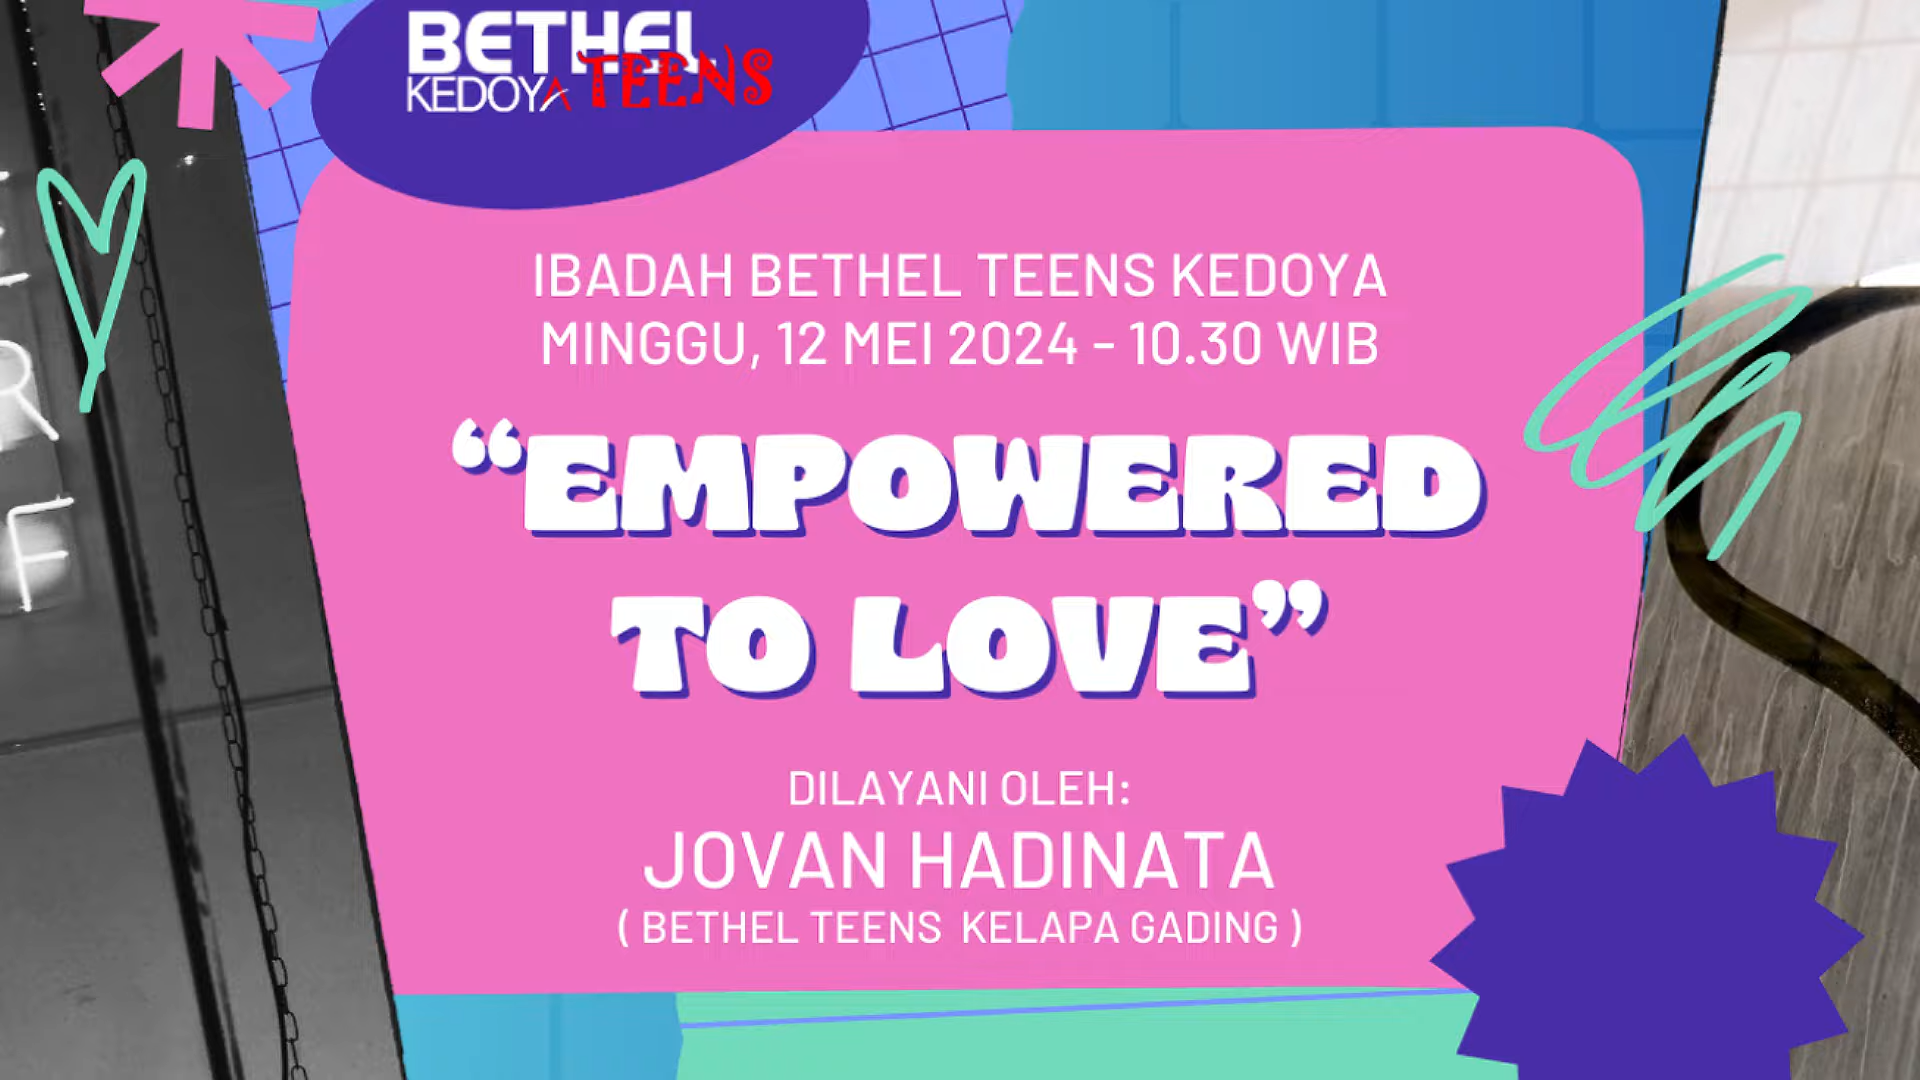 BETHEL
KEDOYA TEENS
IBADAH BETHEL TEENS KEDOYA
MINGGU, 12 MEI 2024 - 10.30 WIB
“EMPOWERED
TO LOVE”
DILAYANI OLEH:
JOVAN HADINATA
( BETHEL TEENS KELAPA GADING )